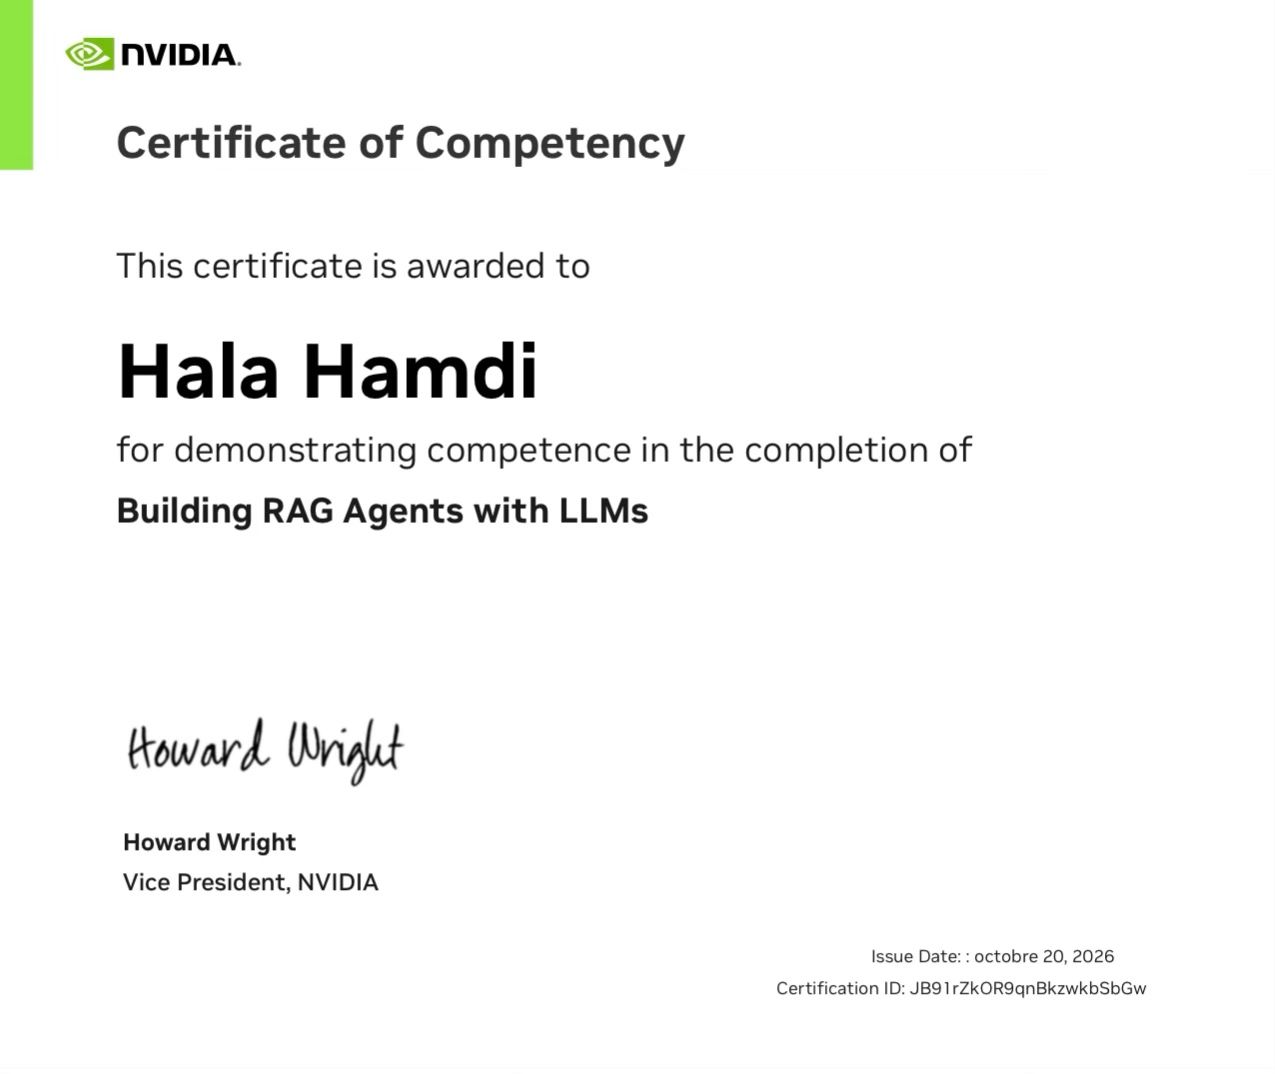 NVIDIA.
Certificate of Competency
This certificate is awarded to
Hala Hamdi
for demonstrating competence in the completion of
Building RAG Agents with LLMs
Howard Wright
Howard Wright
Vice President, NVIDIA
Issue Date: : octobre 20, 2026
Certification ID: JB91rZkOR9qnBkzwkbSbGw